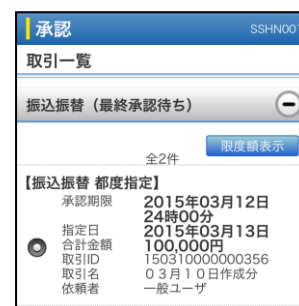 承認 SSHN001
取引一覧
振込振替（最終承認待ち）
限度額表示
全2件
【振込振替 都度指定】
承認期限 2015年03月12日
24時00分
指定日 2015年03月13日
合計金額 100,000円
取引ID 150310000000356
取引名 ０３月１０日作成分
依頼者 一般ユーザ